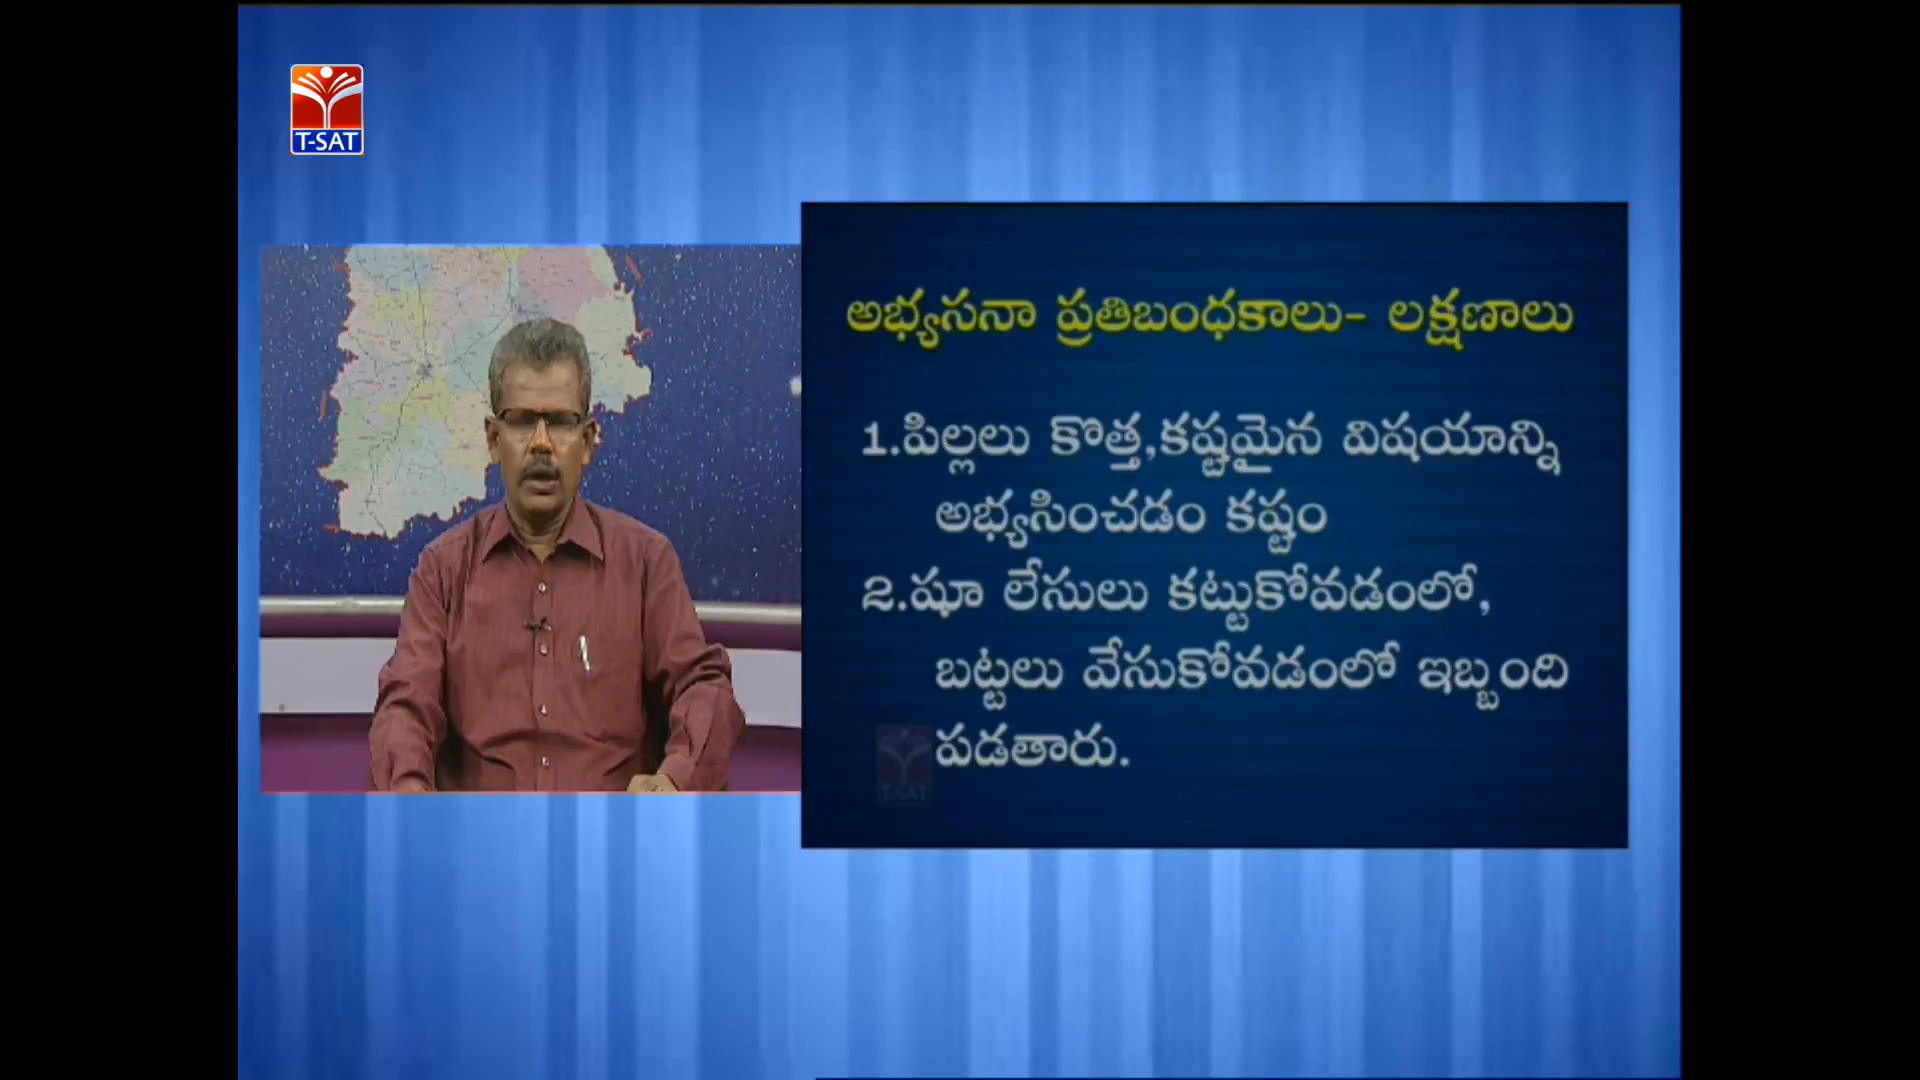 T-SAT
అభ్యసనా ప్రతిబంధకాలు- లక్షణాలు
1.పిల్లలు కొత్త,కష్టమైన విషయాన్ని
అభ్యసించడం కష్టం
2.షూ లేసులు కట్టుకోవడంలో,
బట్టలు వేసుకోవడంలో ఇబ్బంది
పడతారు.
T-SAT